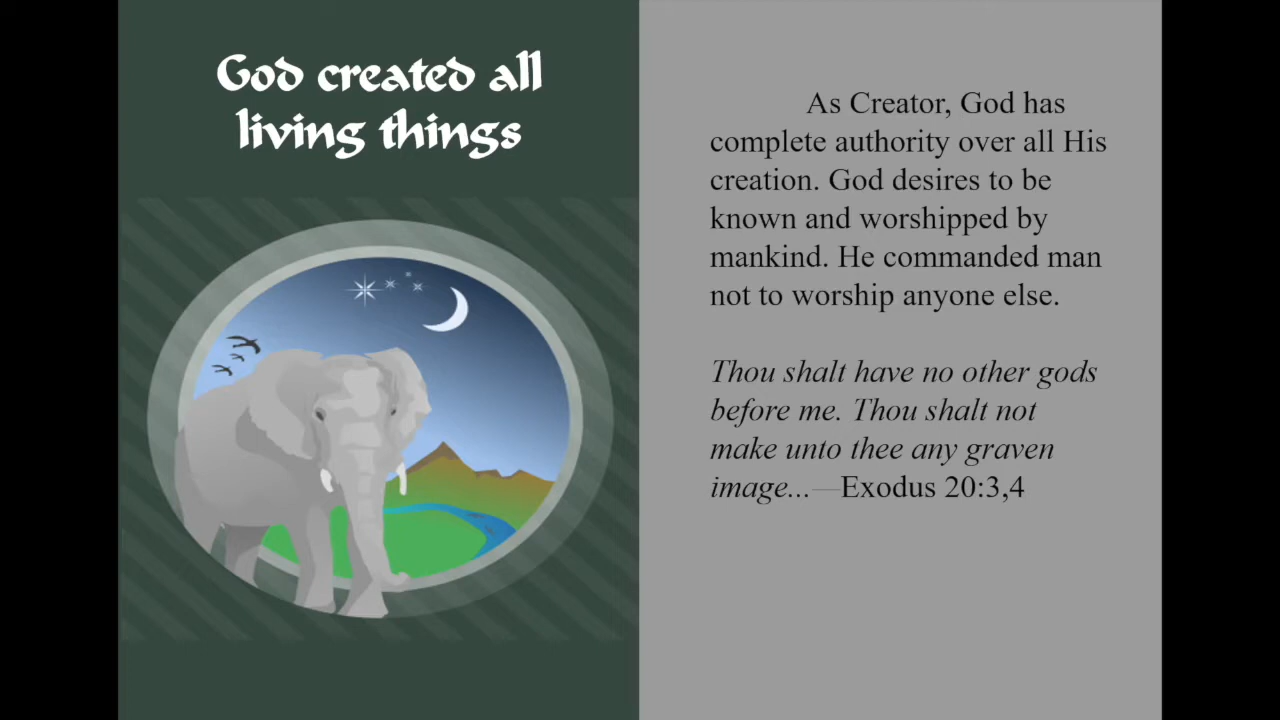 God created all
living things
As Creator, God has
complete authority over all His
creation. God desires to be
known and worshipped by
mankind. He commanded man
not to worship anyone else.
Thou shalt have no other gods
before me. Thou shalt not
make unto thee any graven
image...—Exodus 20:3,4